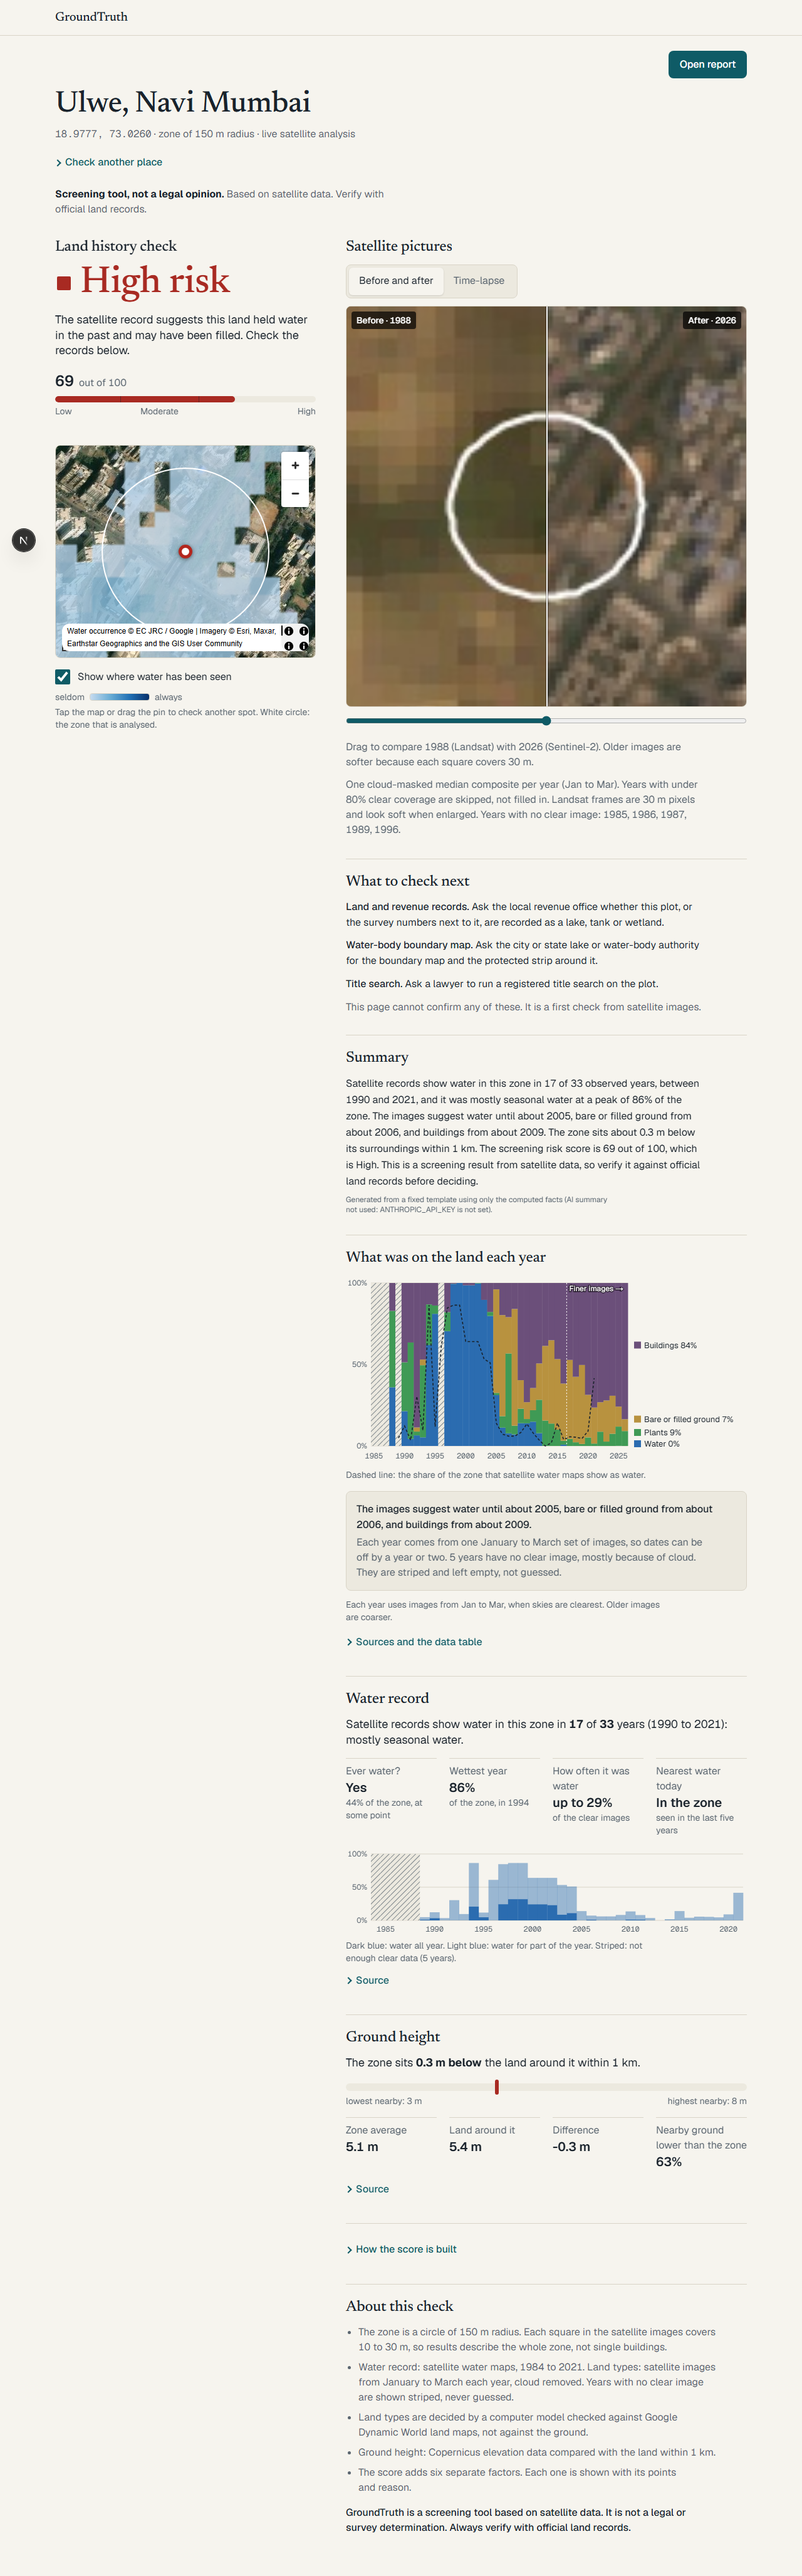 GroundTruth
Open report
Ulwe, Navi Mumbai
18.9777, 73.0260 · zone of 150 m radius · live satellite analysis
Check another place
Screening tool, not a legal opinion. Based on satellite data. Verify with
official land records.
Land history check
High risk
The satellite record suggests this land held water
in the past and may have been filled. Check the
records below.
69 out of 100
Low Moderate High
+
−
Water occurrence © EC JRC / Google | Imagery © Esri, Maxar,
Earthstar Geographics and the GIS User Community
Show where water has been seen
seldom always
Tap the map or drag the pin to check another spot. White circle:
the zone that is analysed.
N
Satellite pictures
Before and after Time-lapse
Before · 1988 After · 2026
Drag to compare 1988 (Landsat) with 2026 (Sentinel-2). Older images are
softer because each square covers 30 m.
One cloud-masked median composite per year (Jan to Mar). Years with under
80% clear coverage are skipped, not filled in. Landsat frames are 30 m pixels
and look soft when enlarged. Years with no clear image: 1985, 1986, 1987,
1989, 1996.
What to check next
Land and revenue records. Ask the local revenue office whether this plot, or
the survey numbers next to it, are recorded as a lake, tank or wetland.
Water-body boundary map. Ask the city or state lake or water-body authority
for the boundary map and the protected strip around it.
Title search. Ask a lawyer to run a registered title search on the plot.
This page cannot confirm any of these. It is a first check from satellite images.
Summary
Satellite records show water in this zone in 17 of 33 observed years, between
1990 and 2021, and it was mostly seasonal water at a peak of 86% of the
zone. The images suggest water until about 2005, bare or filled ground from
about 2006, and buildings from about 2009. The zone sits about 0.3 m below
its surroundings within 1 km. The screening risk score is 69 out of 100, which
is High. This is a screening result from satellite data, so verify it against official
land records before deciding.
Generated from a fixed template using only the computed facts (AI summary
not used: ANTHROPIC_API_KEY is not set).
What was on the land each year
100%
50%
0%
Finer images →
Buildings 84%
Bare or filled ground 7%
Plants 9%
Water 0%
1985 1990 1995 2000 2005 2010 2015 2020 2025
Dashed line: the share of the zone that satellite water maps show as water.
The images suggest water until about 2005, bare or filled ground from about
2006, and buildings from about 2009.
Each year comes from one January to March set of images, so dates can be
off by a year or two. 5 years have no clear image, mostly because of cloud.
They are striped and left empty, not guessed.
Each year uses images from Jan to Mar, when skies are clearest. Older images
are coarser.
Sources and the data table
Water record
Satellite records show water in this zone in 17 of 33 years (1990 to 2021):
mostly seasonal water.
Ever water?
Yes
44% of the zone, at
some point
Wettest year
86%
of the zone, in 1994
How often it was
water
up to 29%
of the clear images
Nearest water
today
In the zone
seen in the last five
years
100%
50%
0%
1985 1990 1995 2000 2005 2010 2015 2020
Dark blue: water all year. Light blue: water for part of the year. Striped: not
enough clear data (5 years).
Source
Ground height
The zone sits 0.3 m below the land around it within 1 km.
lowest nearby: 3 m highest nearby: 8 m
Zone average
5.1 m
Land around it
5.4 m
Difference
-0.3 m
Nearby ground
lower than the zone
63%
Source
How the score is built
About this check
• The zone is a circle of 150 m radius. Each square in the satellite images covers
10 to 30 m, so results describe the whole zone, not single buildings.
• Water record: satellite water maps, 1984 to 2021. Land types: satellite images
from January to March each year, cloud removed. Years with no clear image
are shown striped, never guessed.
• Land types are decided by a computer model checked against Google
Dynamic World land maps, not against the ground.
• Ground height: Copernicus elevation data compared with the land within 1 km.
• The score adds six separate factors. Each one is shown with its points
and reason.
GroundTruth is a screening tool based on satellite data. It is not a legal or
survey determination. Always verify with official land records.